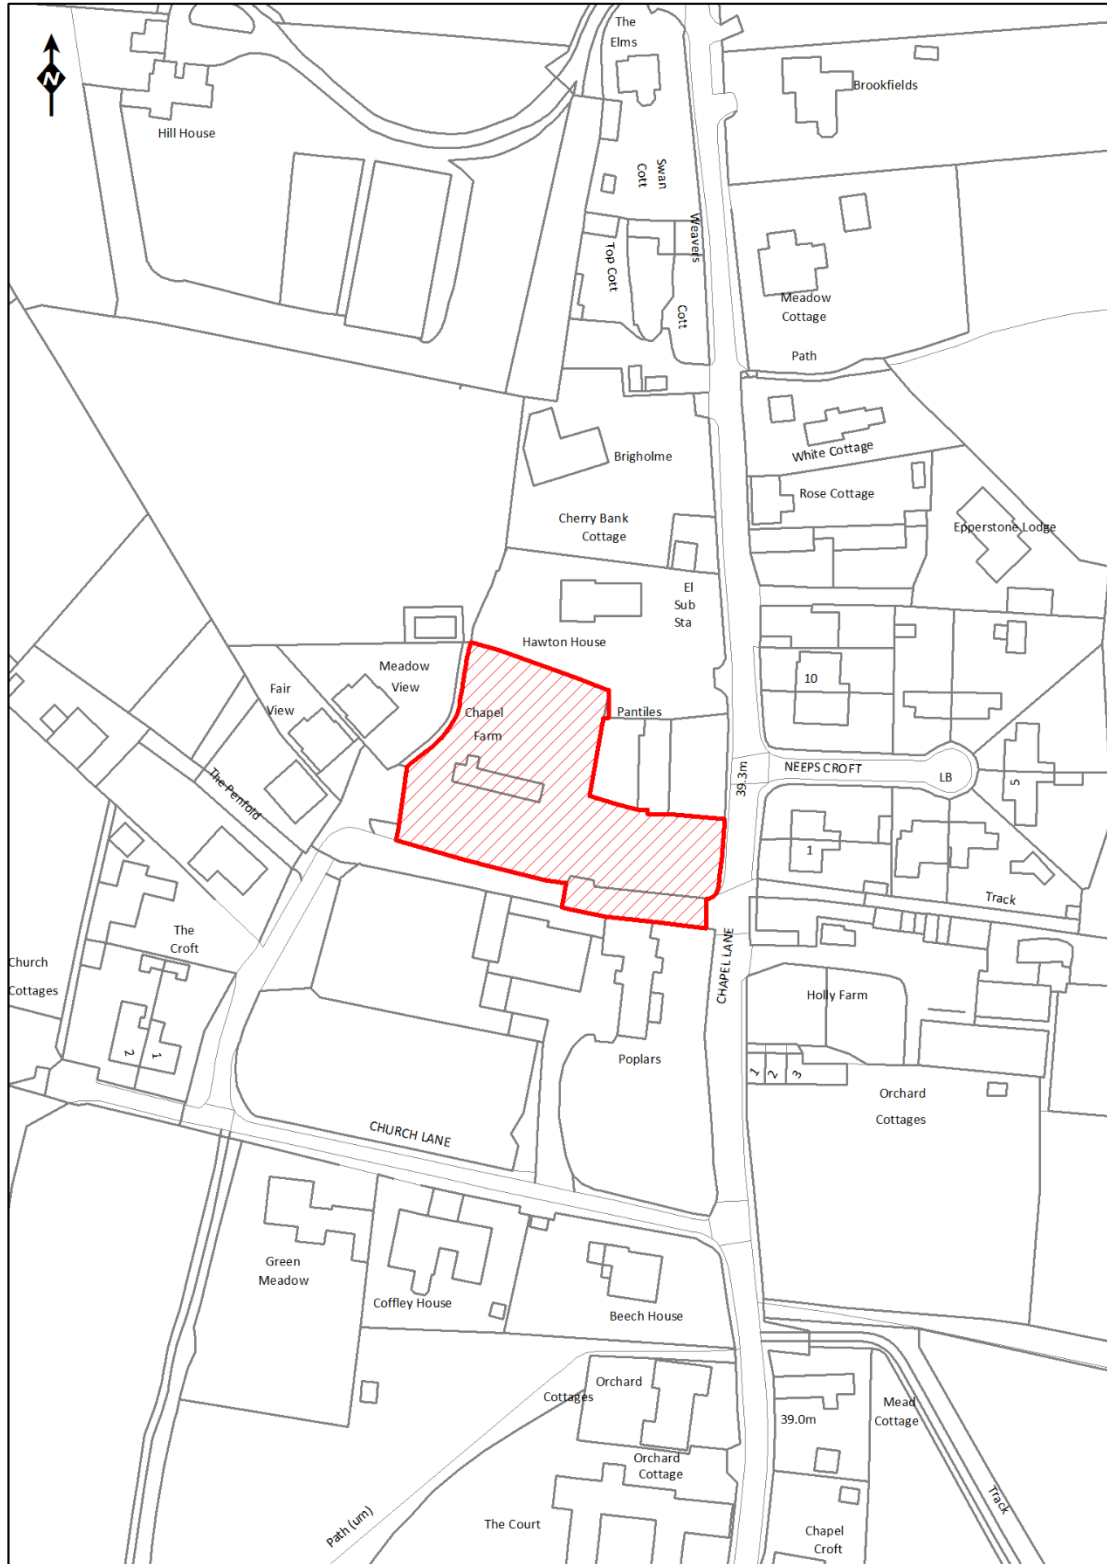 The
Elms
N
Brookfields
Hill House
Swan
Cott
Weavers
Cott
Top Cott
Meadow
Cottage
Path
White Cottage
Brigholme
Rose Cottage
Cherry Bank
Cottage
Epperstone Lodge
El
Sub
Sta
Hawton House
Meadow
View
10
Fair
View
Chapel
Farm
Pantiles
39.3m
NEEPS CROFT
LB
5
The Penfold
1
Track
The
Croft
CHAPEL LANE
Church
Cottages
Holly Farm
2
1
Poplars
1
2
3
Orchard
Cottages
CHURCH LANE
Green
Meadow
Coffley House
Beech House
Orchard
Cottages
39.0m
Mead
Cottage
Orchard
Cottage
Track
Path (um)
The Court
Chapel
Croft